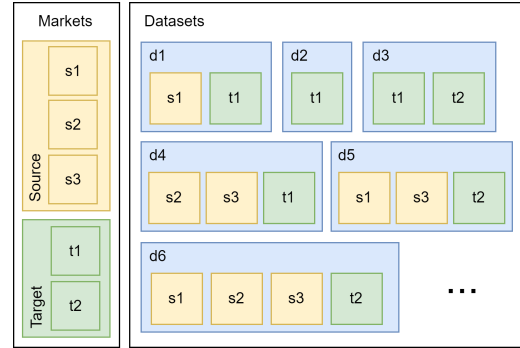 Markets
s1
s2
s3
Source
t1
t2
Target
Datasets
d1
s1 t1
d2
t1
d3
t1 t2
d4
s2 s3 t1
d5
s1 s3 t2
d6
s1 s2 s3 t2
...